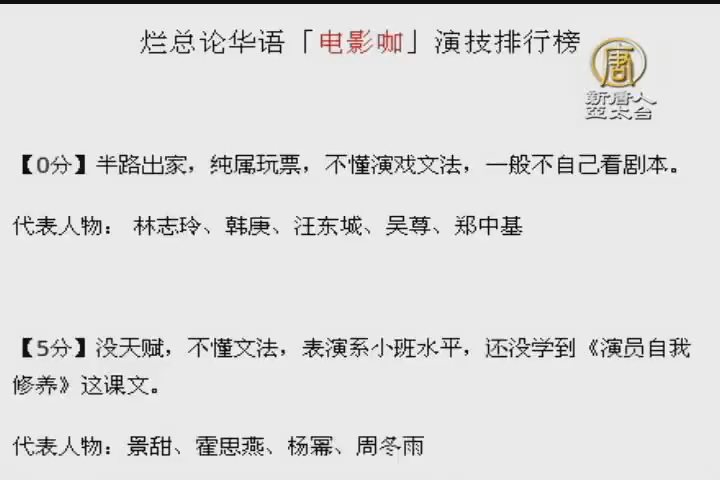 烂总论华语「电影咖」演技排行榜
唐
新唐人
亞太台
【0分】半路出家，纯属玩票，不懂演戏文法，一般不自己看剧本。
代表人物： 林志玲、韩庚、汪东城、吴尊、郑中基
【5分】没天赋，不懂文法，表演系小班水平，还没学到《演员自我
修养》这课文。
代表人物：景甜、霍思燕、杨幂、周冬雨